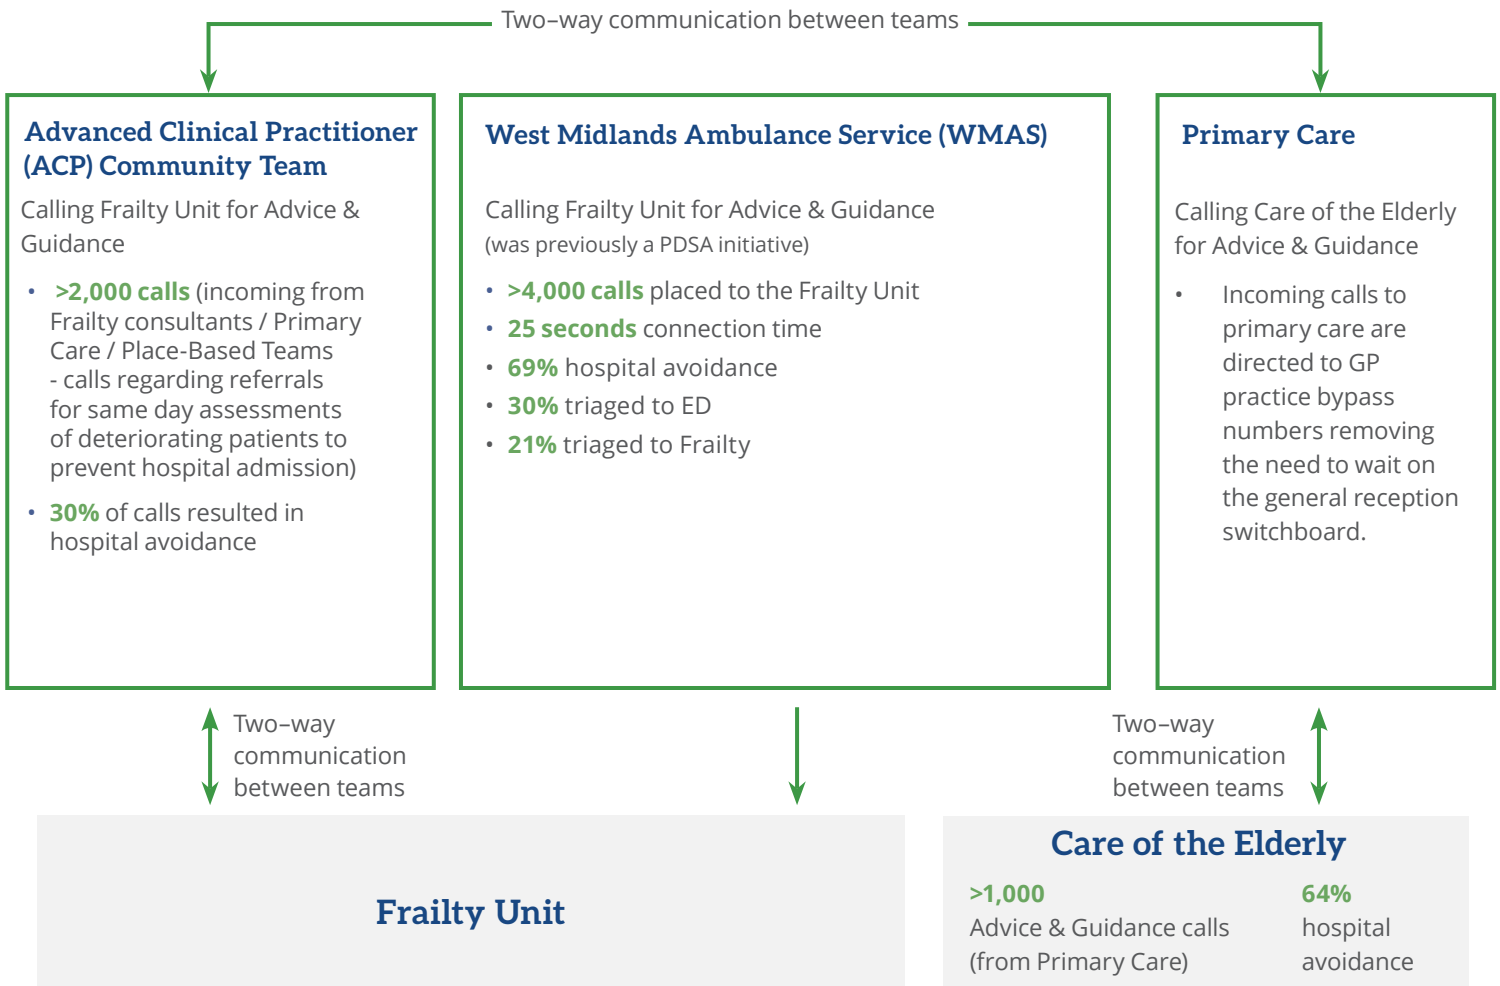 Two–way communication between teams
Advanced Clinical Practitioner
(ACP) Community Team
Calling Frailty Unit for Advice &
Guidance
• >2,000 calls (incoming from
Frailty consultants / Primary
Care / Place-Based Teams
- calls regarding referrals
for same day assessments
of deteriorating patients to
prevent hospital admission)
• 30% of calls resulted in
hospital avoidance
West Midlands Ambulance Service (WMAS)
Calling Frailty Unit for Advice & Guidance
(was previously a PDSA initiative)
• >4,000 calls placed to the Frailty Unit
• 25 seconds connection time
• 69% hospital avoidance
• 30% triaged to ED
• 21% triaged to Frailty
Primary Care
Calling Care of the Elderly
for Advice & Guidance
• Incoming calls to
primary care are
directed to GP
practice bypass
numbers removing
the need to wait on
the general reception
switchboard.
Two–way
communication
between teams
Two–way
communication
between teams
Frailty Unit
Care of the Elderly
>1,000
Advice & Guidance calls
(from Primary Care)
64%
hospital
avoidance